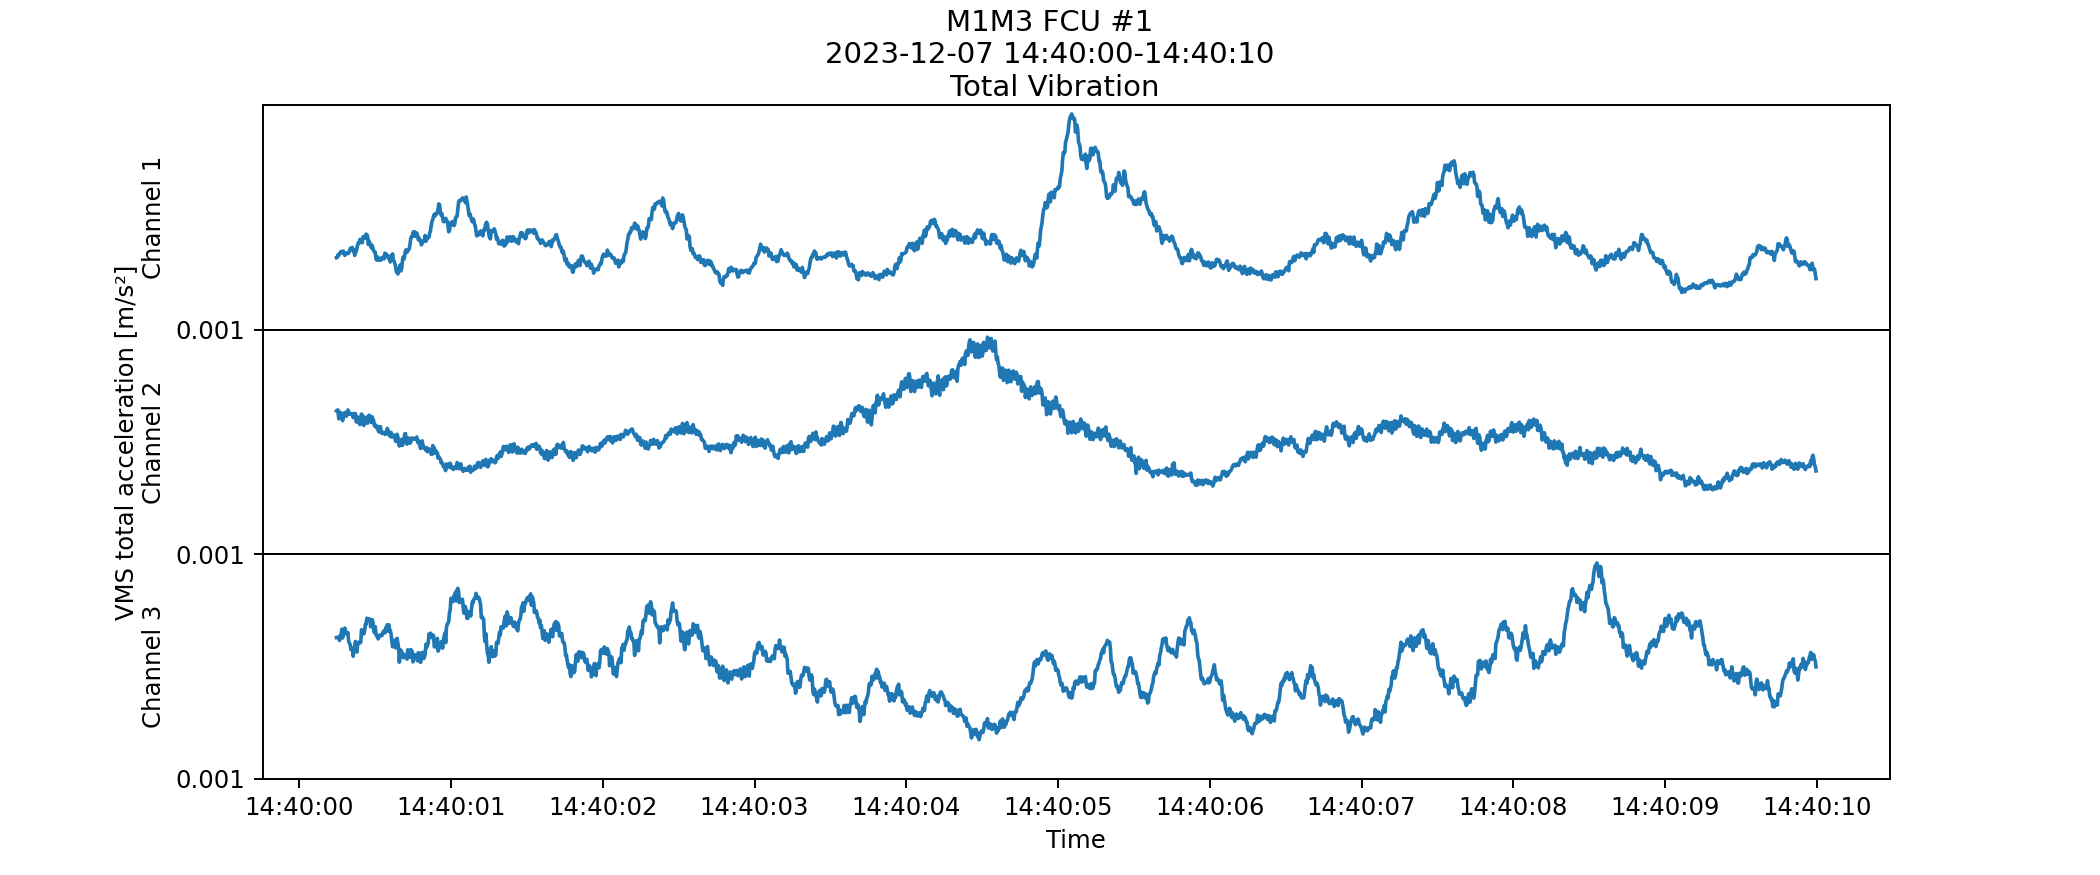 M1M3 FCU #1
2023-12-07 14:40:00-14:40:10
Total Vibration
VMS total acceleration [m/s²]
Channel 1
0.001
Channel 2
0.001
Channel 3
0.001
14:40:00 14:40:01 14:40:02 14:40:03 14:40:04 14:40:05 14:40:06 14:40:07 14:40:08 14:40:09 14:40:10
Time